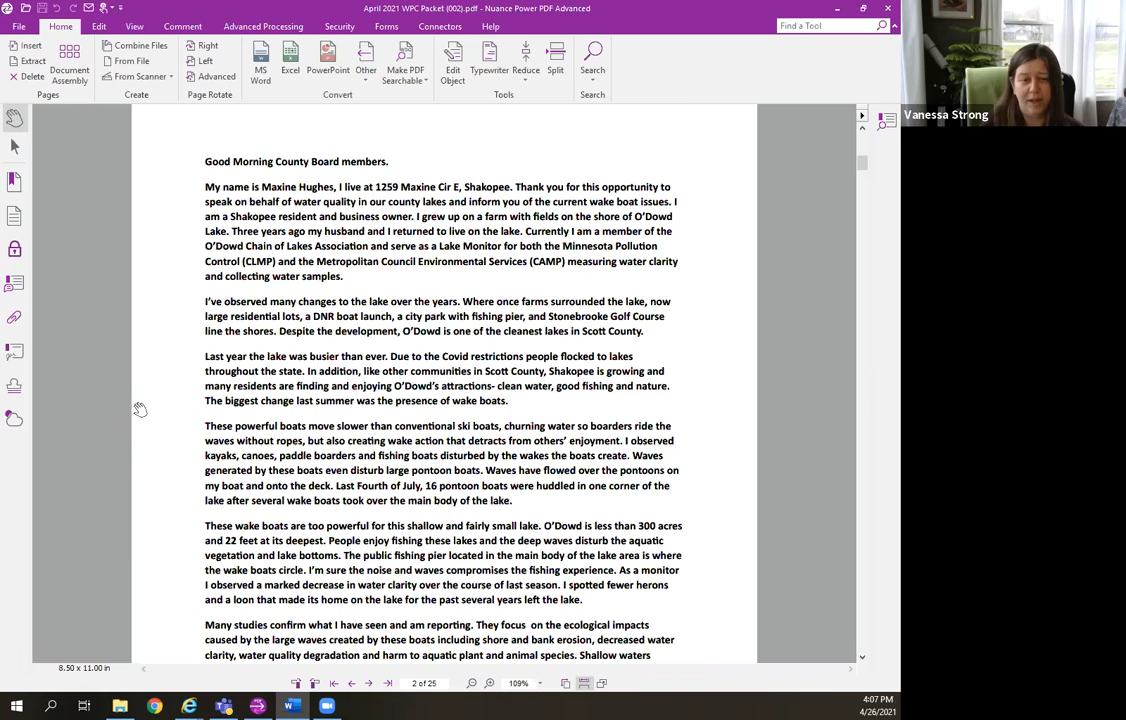 April 2021 WPC Packet (002).pdf - Nuance Power PDF Advanced
File Home Edit View Comment Advanced Processing Security Forms Connectors Help Find a Tool
Insert
Extract
Delete
Pages
Document
Assembly
Combine Files
From File
From Scanner
Create
Right
Left
Advanced
Page Rotate
MS
Word
Excel
PowerPoint
Other
Make PDF
Searchable
Convert
Edit
Object
Typewriter
Reduce
Split
Tools
Search
Search
Vanessa Strong
Good Morning County Board members.
My name is Maxine Hughes, I live at 1259 Maxine Cir E, Shakopee. Thank you for this opportunity to
speak on behalf of water quality in our county lakes and inform you of the current wake boat issues. I
am a Shakopee resident and business owner. I grew up on a farm with fields on the shore of O'Dowd
Lake. Three years ago my husband and I returned to live on the lake. Currently I am a member of the
O'Dowd Chain of Lakes Association and serve as a Lake Monitor for both the Minnesota Pollution
Control (CLMP) and the Metropolitan Council Environmental Services (CAMP) measuring water clarity
and collecting water samples.
I've observed many changes to the lake over the years. Where once farms surrounded the lake, now
large residential lots, a DNR boat launch, a city park with fishing pier, and Stonebrooke Golf Course
line the shores. Despite the development, O'Dowd is one of the cleanest lakes in Scott County.
Last year the lake was busier than ever. Due to the Covid restrictions people flocked to lakes
throughout the state. In addition, like other communities in Scott County, Shakopee is growing and
many residents are finding and enjoying O'Dowd's attractions- clean water, good fishing and nature.
The biggest change last summer was the presence of wake boats.
These powerful boats move slower than conventional ski boats, churning water so boarders ride the
waves without ropes, but also creating wake action that detracts from others' enjoyment. I observed
kayaks, canoes, paddle boarders and fishing boats disturbed by the wakes the boats create. Waves
generated by these boats even disturb large pontoon boats. Waves have flowed over the pontoons on
my boat and onto the deck. Last Fourth of July, 16 pontoon boats were huddled in one corner of the
lake after several wake boats took over the main body of the lake.
These wake boats are too powerful for this shallow and fairly small lake. O'Dowd is less than 300 acres
and 22 feet at its deepest. People enjoy fishing these lakes and the deep waves disturb the aquatic
vegetation and lake bottoms. The public fishing pier located in the main body of the lake area is where
the wake boats circle. I'm sure the noise and waves compromises the fishing experience. As a monitor
I observed a marked decrease in water clarity over the course of last season. I spotted fewer herons
and a loon that made its home on the lake for the past several years left the lake.
Many studies confirm what I have seen and am reporting. They focus on the ecological impacts
caused by the large waves created by these boats including shore and bank erosion, decreased water
clarity, water quality degradation and harm to aquatic plant and animal species. Shallow waters
8.50 x 11.00 in
2 of 25
109%
4:07 PM
4/26/2021